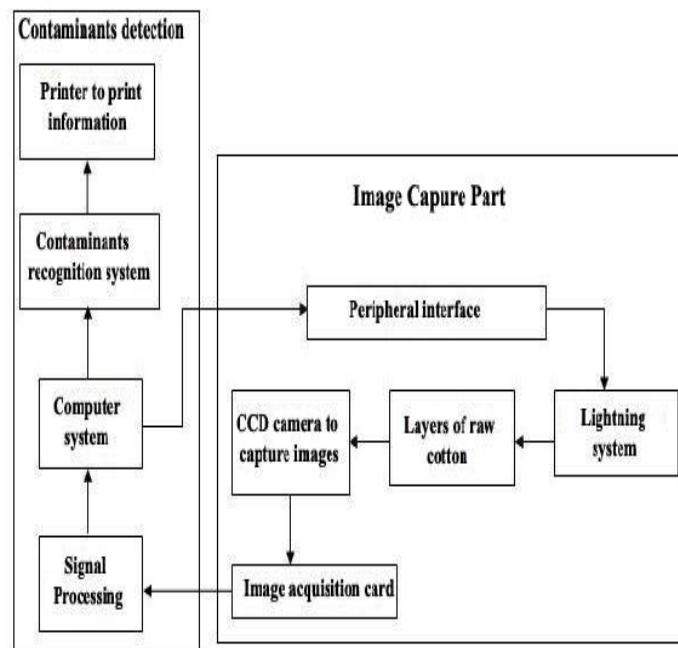 Contaminants detection
Printer to print
information
Contaminants
recognition system
Computer
system
Signal
Processing
Image Capure Part
Peripheral interface
CCD camera to
capture images
Layers of raw
cotton
Lightning
system
Image acquisition card